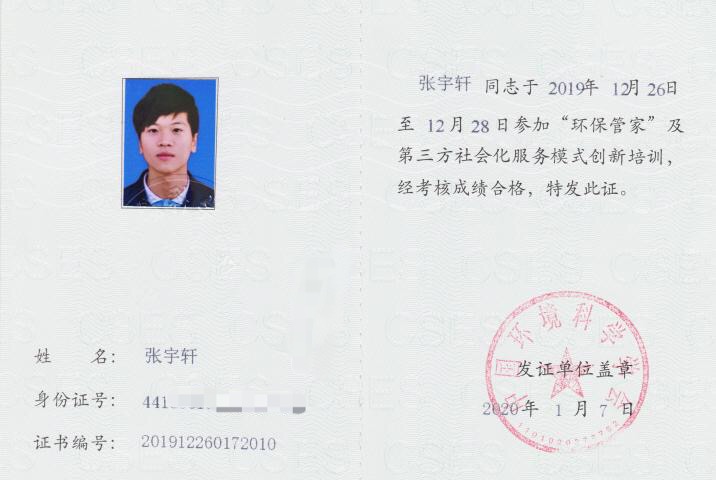 姓 名： 张宇轩
身份证号： 441
证书编号： 201912260172010
张宇轩 同志于 2019年 12月26日
至 12月28日参加“环保管家”及
第三方社会化服务模式创新培训，
经考核成绩合格，特发此证。
中国环境科学学会
发证单位盖章
2020年 1 月 7 日